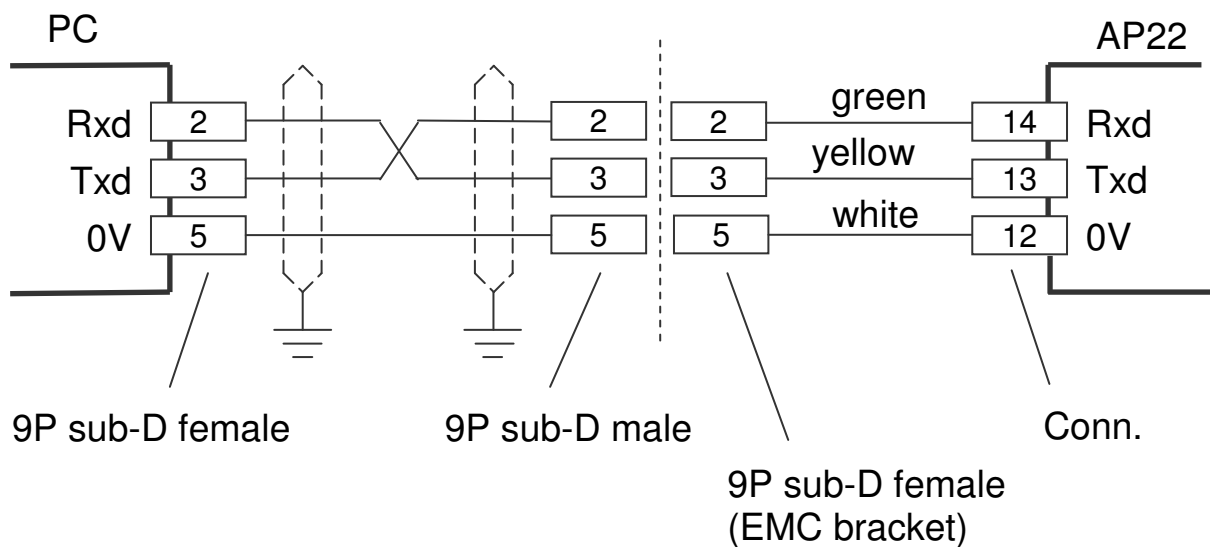 PC
AP22
Rxd 2 2 2 green 14 Rxd
Txd 3 3 3 yellow 13 Txd
0V 5 5 5 white 12 0V
9P sub-D female
9P sub-D male
Conn.
9P sub-D female
(EMC bracket)